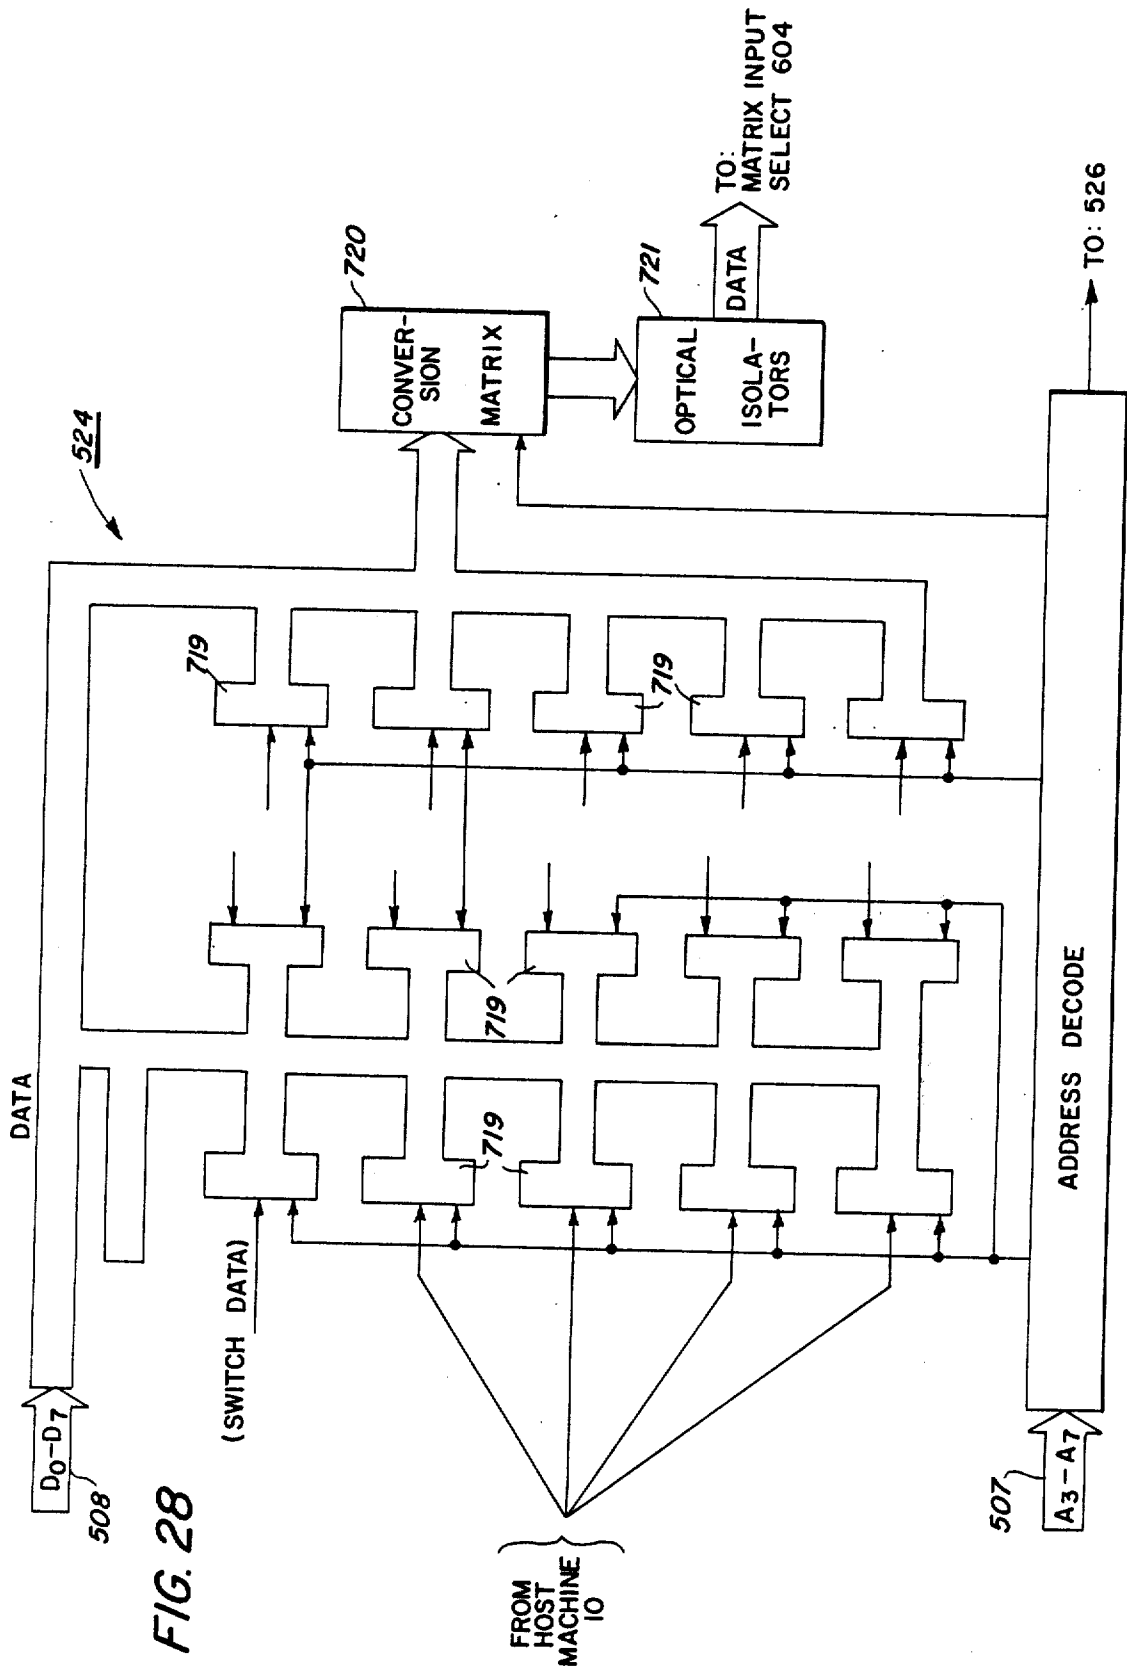 FIG. 28
524
DATA
D0-D7
508
(SWITCH DATA)
FROM
HOST
MACHINE
10
719
719
719
719
719
CONVER-
SION
MATRIX
720
OPTICAL
ISOLA-
TORS
721
DATA
TO:
MATRIX INPUT
SELECT 604
ADDRESS DECODE
A3-A7
507
TO: 526